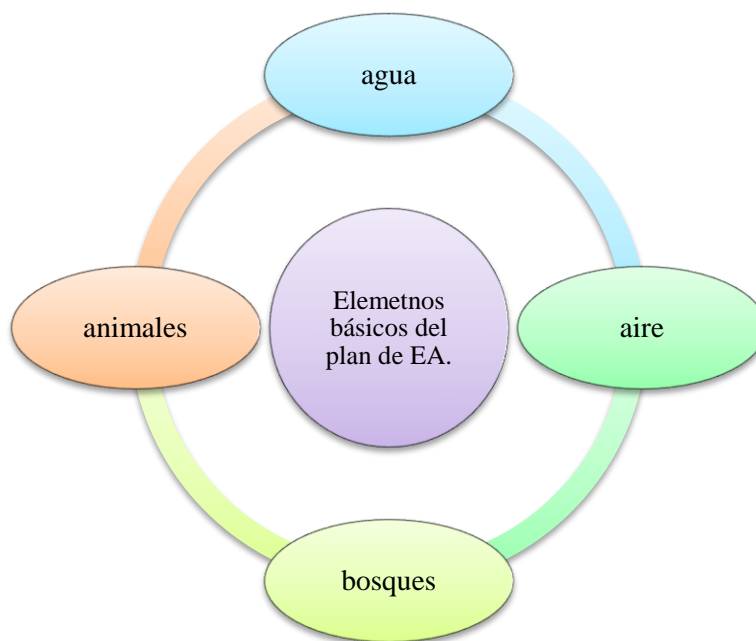 agua
animales
Elemetnos
básicos del
plan de EA.
aire
bosques